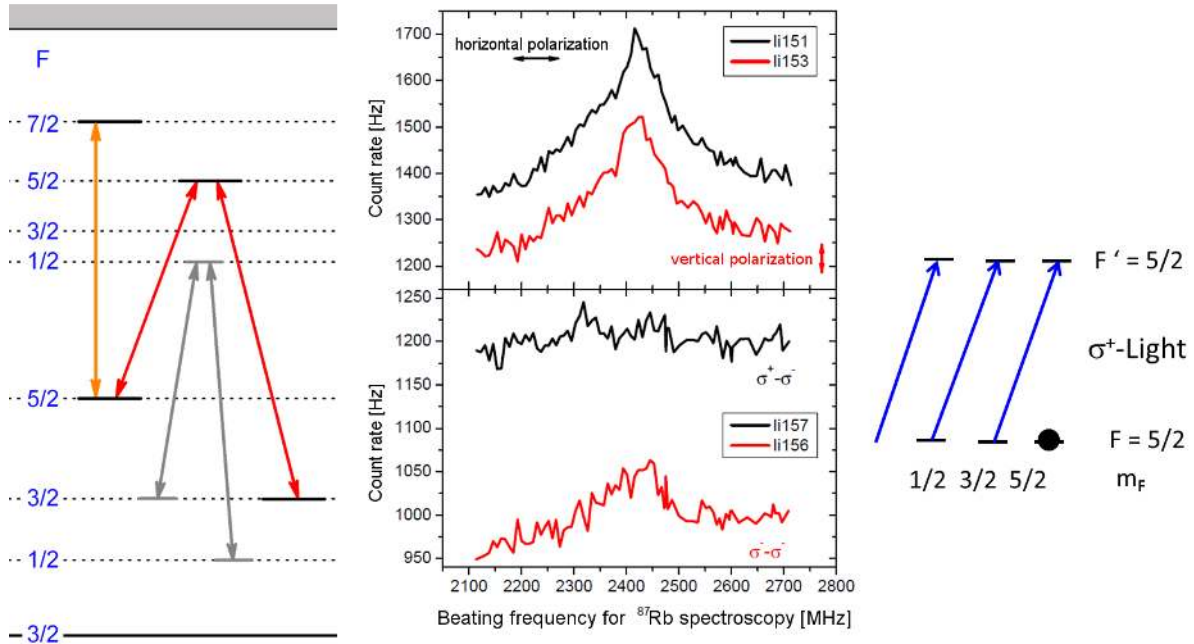 F
7/2
5/2
3/2
1/2
5/2
3/2
1/2
3/2
1700
1600
1500
1400
1300
1200
Count rate [Hz]
horizontal polarization
li151
li153
vertical polarization
1250
1200
1150
1100
1050
1000
950
Count rate [Hz]
σ⁺-σ⁻
li157
li156
σ⁻-σ⁻
2100 2200 2300 2400 2500 2600 2700 2800
Beating frequency for ⁸⁷Rb spectroscopy [MHz]
F ‘ = 5/2
σ⁺-Light
F = 5/2
1/2 3/2 5/2 m_F